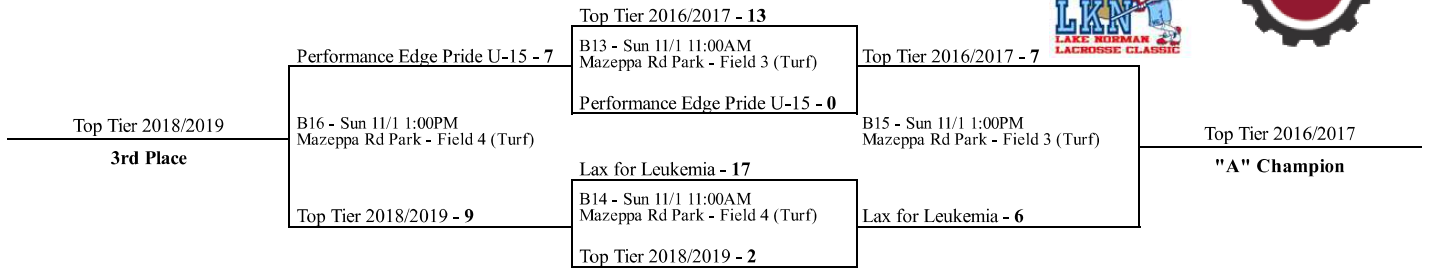 Top Tier 2016/2017 - 13
LKN
LAKE NORMAN
LACROSSE CLASSIC
Performance Edge Pride U-15 - 7
B13 - Sun 11/1 11:00AM
Mazeppa Rd Park - Field 3 (Turf)
Top Tier 2016/2017 - 7
Performance Edge Pride U-15 - 0
Top Tier 2018/2019
3rd Place
B16 - Sun 11/1 1:00PM
Mazeppa Rd Park - Field 4 (Turf)
B15 - Sun 11/1 1:00PM
Mazeppa Rd Park - Field 3 (Turf)
Top Tier 2016/2017
"A" Champion
Lax for Leukemia - 17
Top Tier 2018/2019 - 9
B14 - Sun 11/1 11:00AM
Mazeppa Rd Park - Field 4 (Turf)
Lax for Leukemia - 6
Top Tier 2018/2019 - 2